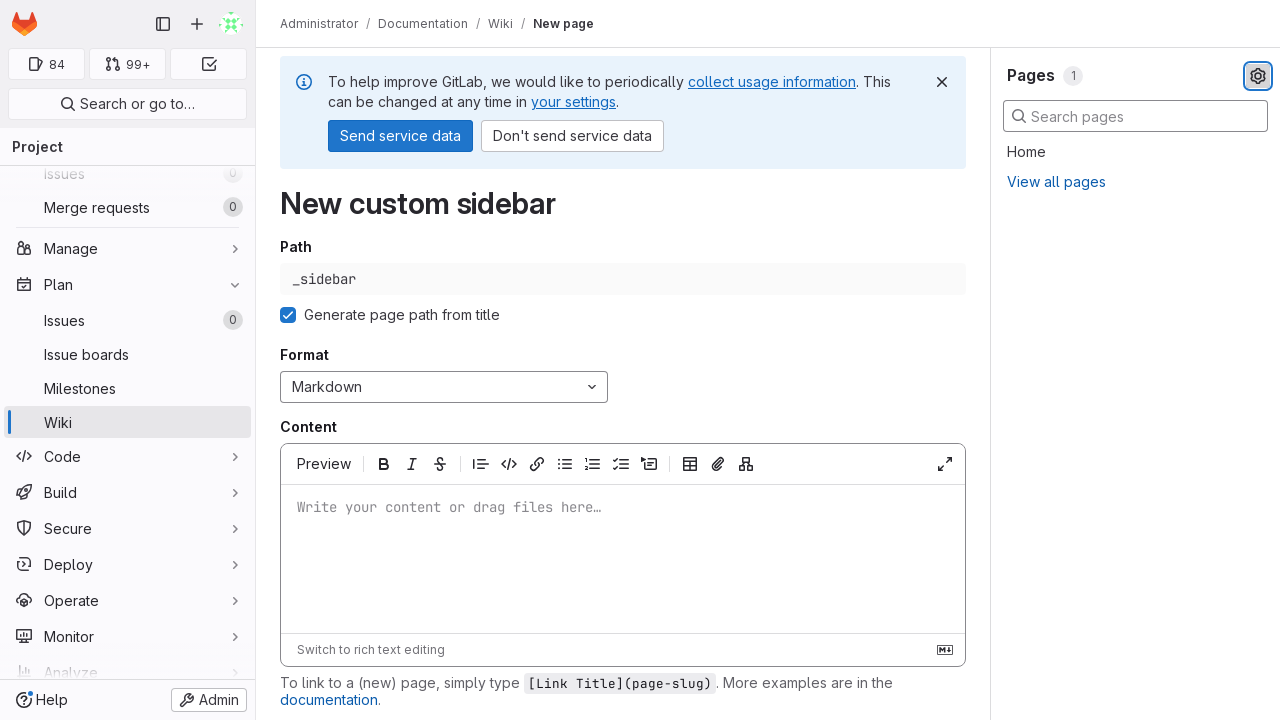 Administrator / Documentation / Wiki / New page
84
99+
Search or go to…
Project
Issues 0
Merge requests 0
Manage
Plan
Issues 0
Issue boards
Milestones
Wiki
Code
Build
Secure
Deploy
Operate
Monitor
Analyze
Help
Admin
To help improve GitLab, we would like to periodically collect usage information. This
can be changed at any time in your settings.
Send service data
Don't send service data
New custom sidebar
Path
_sidebar
Generate page path from title
Format
Markdown
Content
Preview
Write your content or drag files here…
Switch to rich text editing
To link to a (new) page, simply type [Link Title](page-slug). More examples are in the
documentation.
Pages 1
Search pages
Home
View all pages